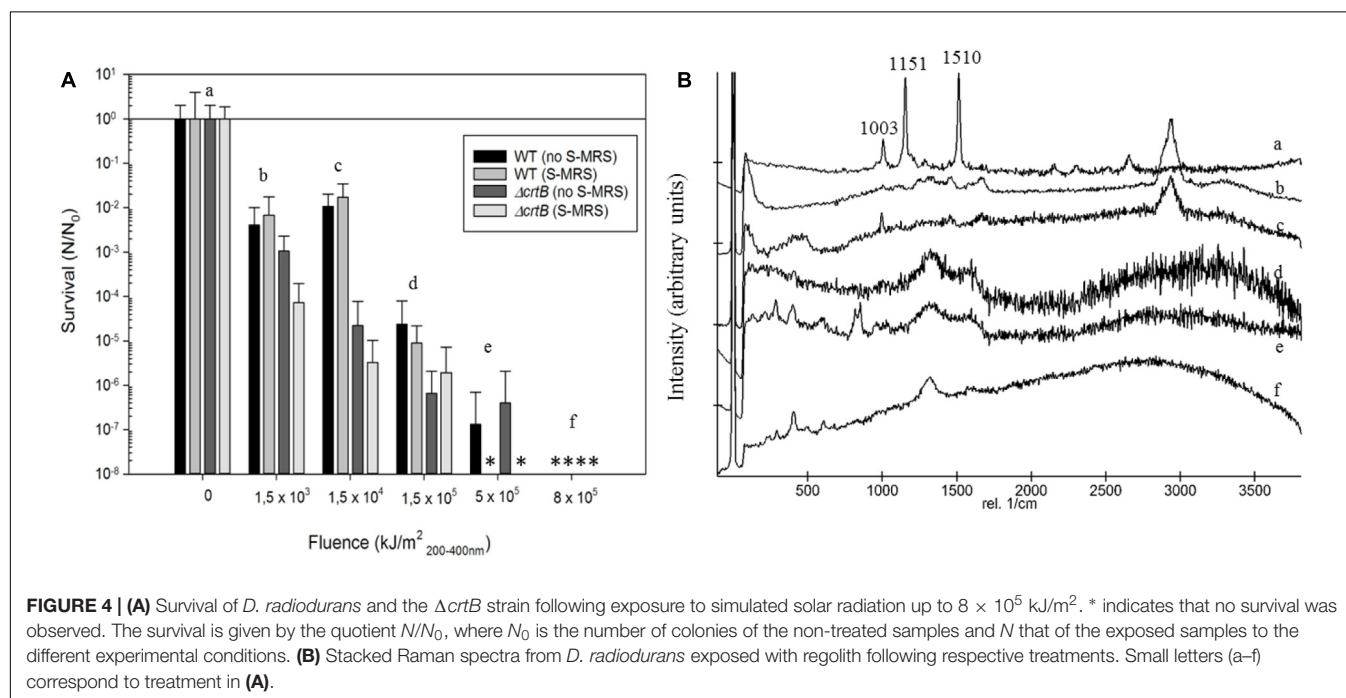 A
Survival (N/N₀)
10¹
10⁰
10⁻¹
10⁻²
10⁻³
10⁻⁴
10⁻⁵
10⁻⁶
10⁻⁷
10⁻⁸
a
b
c
d
e
f
WT (no S-MRS)
WT (S-MRS)
ΔcrtB (no S-MRS)
ΔcrtB (S-MRS)
* * * * * *
0 1,5 x 10³ 1,5 x 10⁴ 1,5 x 10⁵ 5 x 10⁵ 8 x 10⁵
Fluence (kJ/m² ₂₀₀₋₄₀₀nm)
B
Intensity (arbitrary units)
1003
1151
1510
a
b
c
d
e
f
500 1000 1500 2000 2500 3000 3500
rel. 1/cm
FIGURE 4 | (A) Survival of D. radiodurans and the ΔcrtB strain following exposure to simulated solar radiation up to 8 × 10⁵ kJ/m². * indicates that no survival was
observed. The survival is given by the quotient N/N₀, where N₀ is the number of colonies of the non-treated samples and N that of the exposed samples to the
different experimental conditions. (B) Stacked Raman spectra from D. radiodurans exposed with regolith following respective treatments. Small letters (a–f)
correspond to treatment in (A).